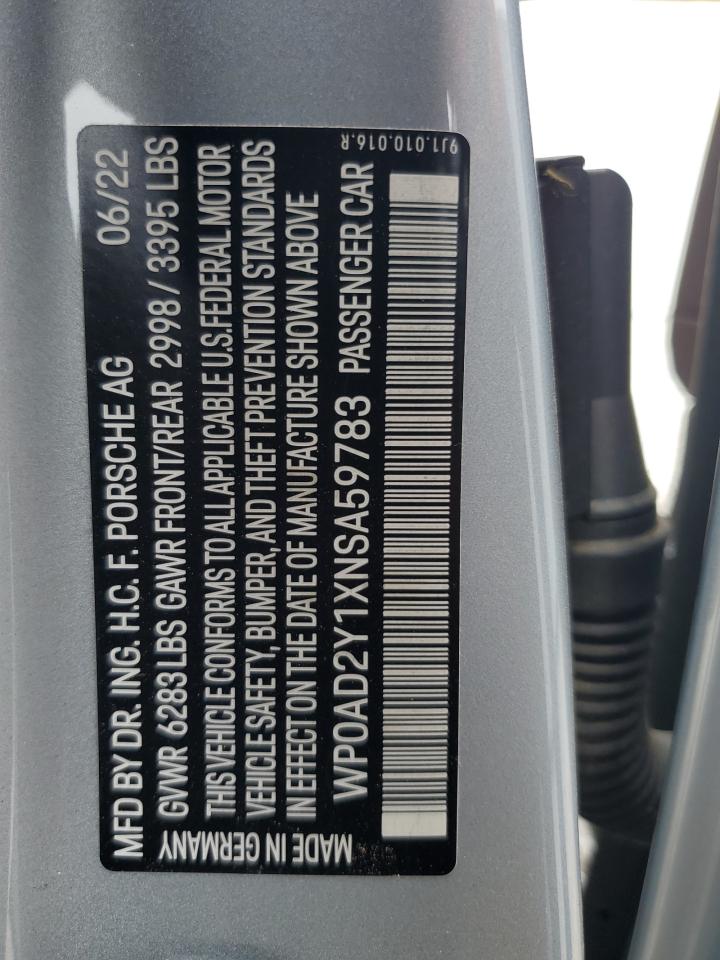 MFD BY DR. ING. H.C. F. PORSCHE AG 06/22
GVWR 6283 LBS GAWR FRONT/REAR 2998 / 3395 LBS
THIS VEHICLE CONFORMS TO ALL APPLICABLE U.S. FEDERAL MOTOR
VEHICLE SAFETY, BUMPER, AND THEFT PREVENTION STANDARDS
IN EFFECT ON THE DATE OF MANUFACTURE SHOWN ABOVE
WP0AD2Y1XNSA59783 PASSENGER CAR
MADE IN GERMANY
9J1.010.016.R